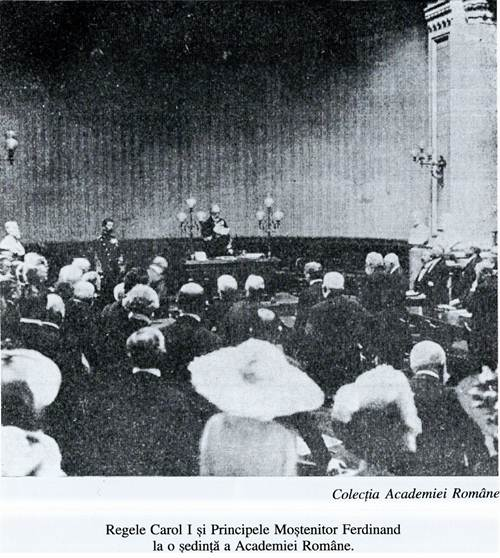 Colecția Academiei Române
Regele Carol I și Principele Moștenitor Ferdinand
la o ședință a Academiei Române.